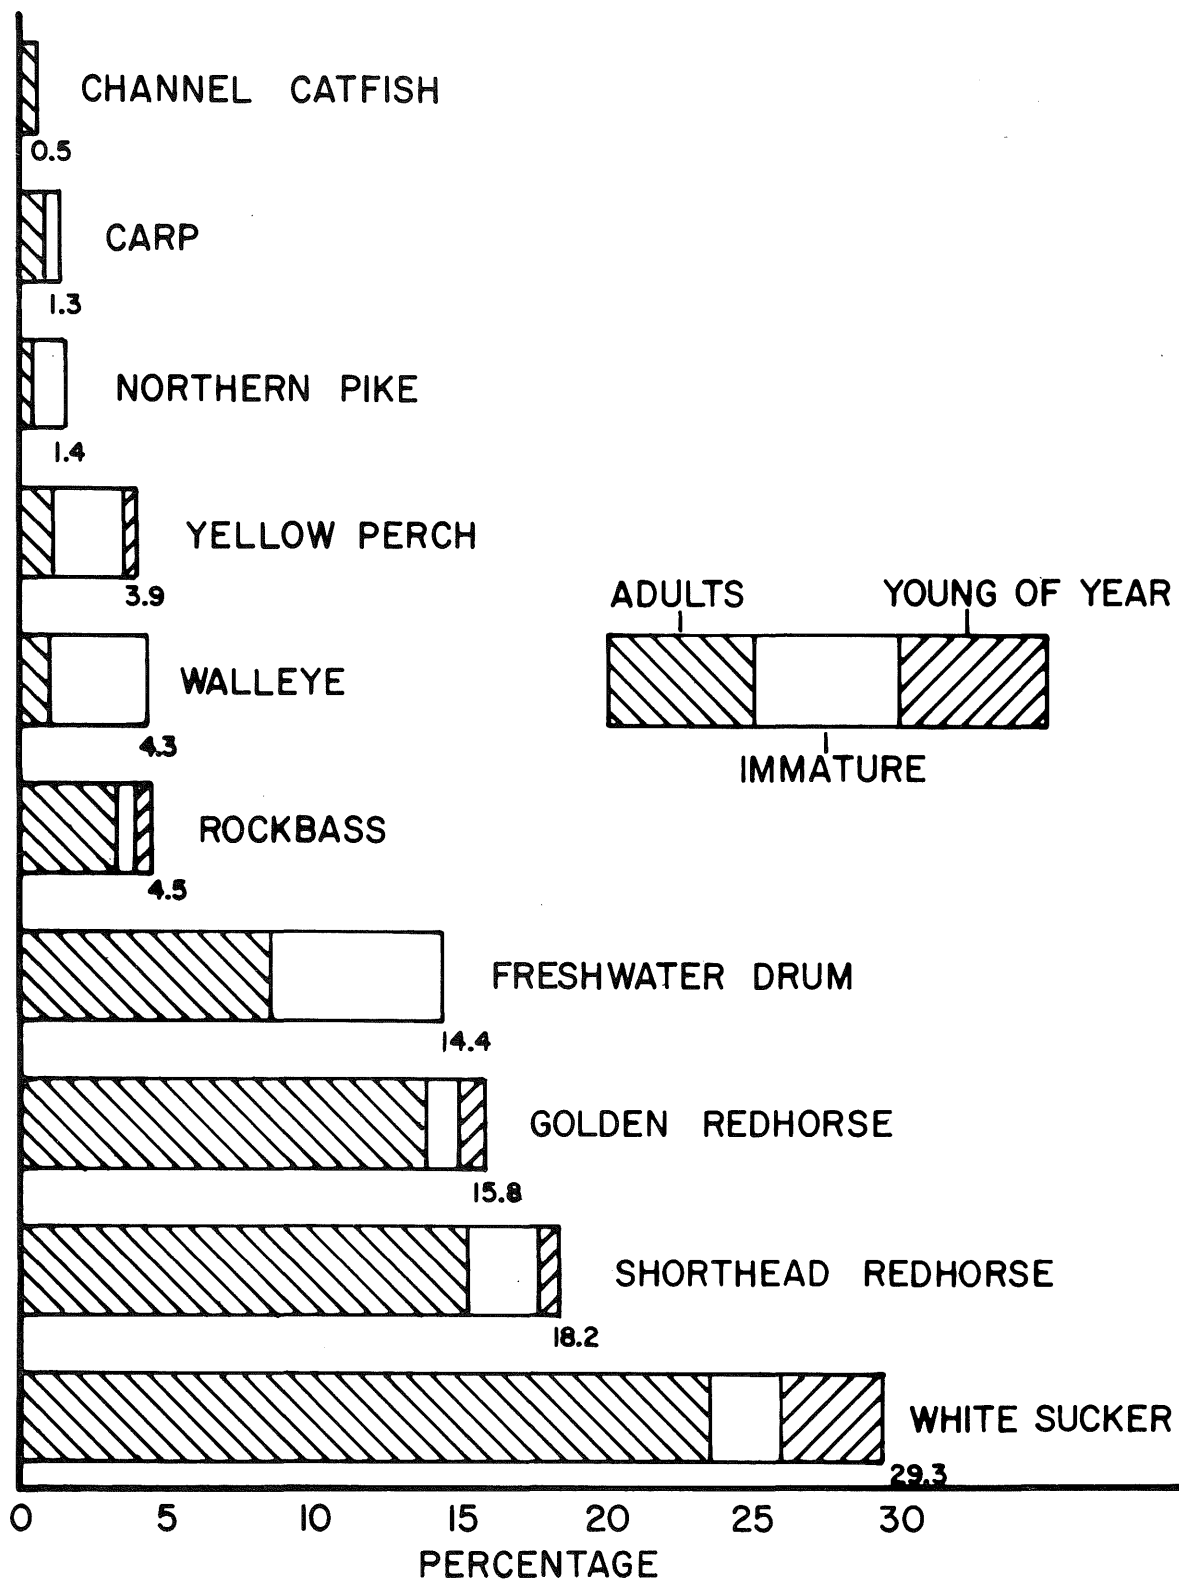 CHANNEL CATFISH
0.5
CARP
1.3
NORTHERN PIKE
1.4
YELLOW PERCH
3.9
ADULTS YOUNG OF YEAR
WALLEYE
4.3
IMMATURE
ROCKBASS
4.5
FRESHWATER DRUM
14.4
GOLDEN REDHORSE
15.8
SHORTHEAD REDHORSE
18.2
WHITE SUCKER
29.3
0 5 10 15 20 25 30
PERCENTAGE